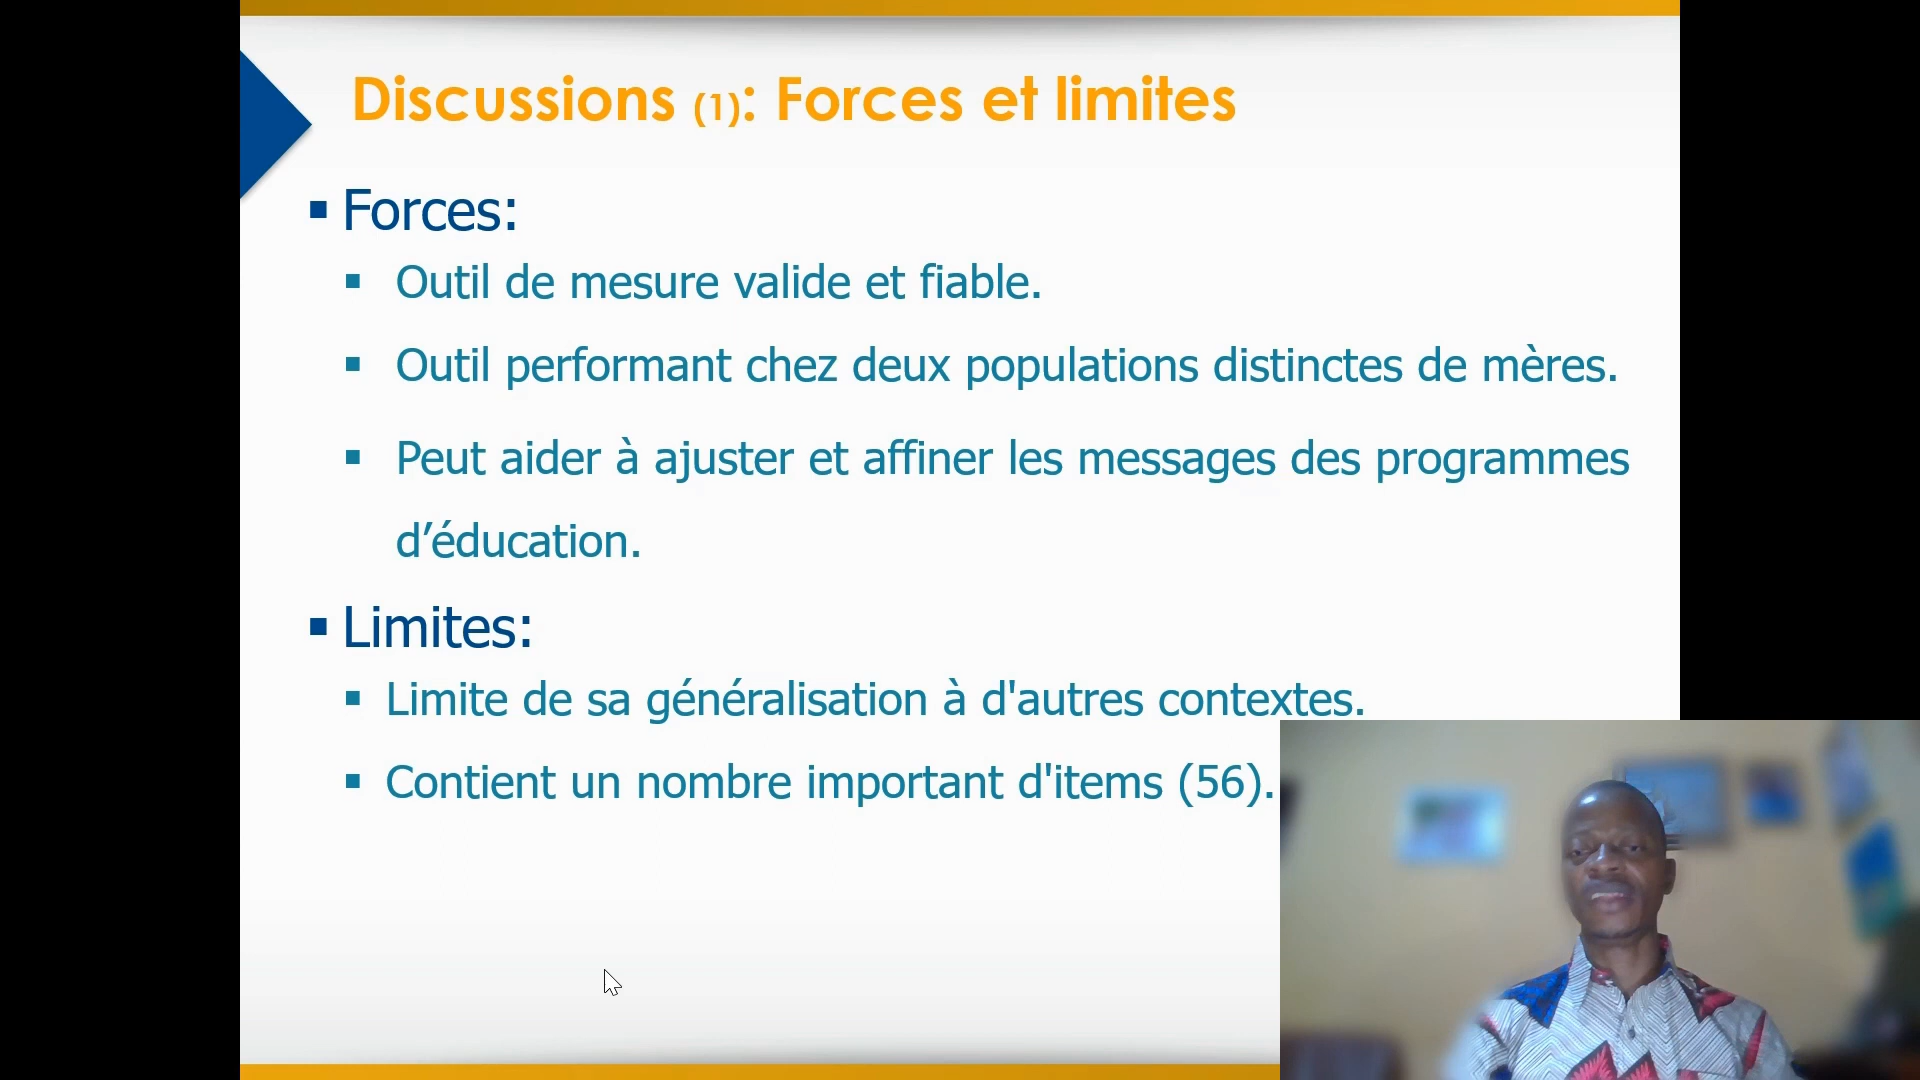 Discussions (1): Forces et limites
▪ Forces:
▪ Outil de mesure valide et fiable.
▪ Outil performant chez deux populations distinctes de mères.
▪ Peut aider à ajuster et affiner les messages des programmes
d’éducation.
▪ Limites:
▪ Limite de sa généralisation à d'autres contextes.
▪ Contient un nombre important d'items (56).